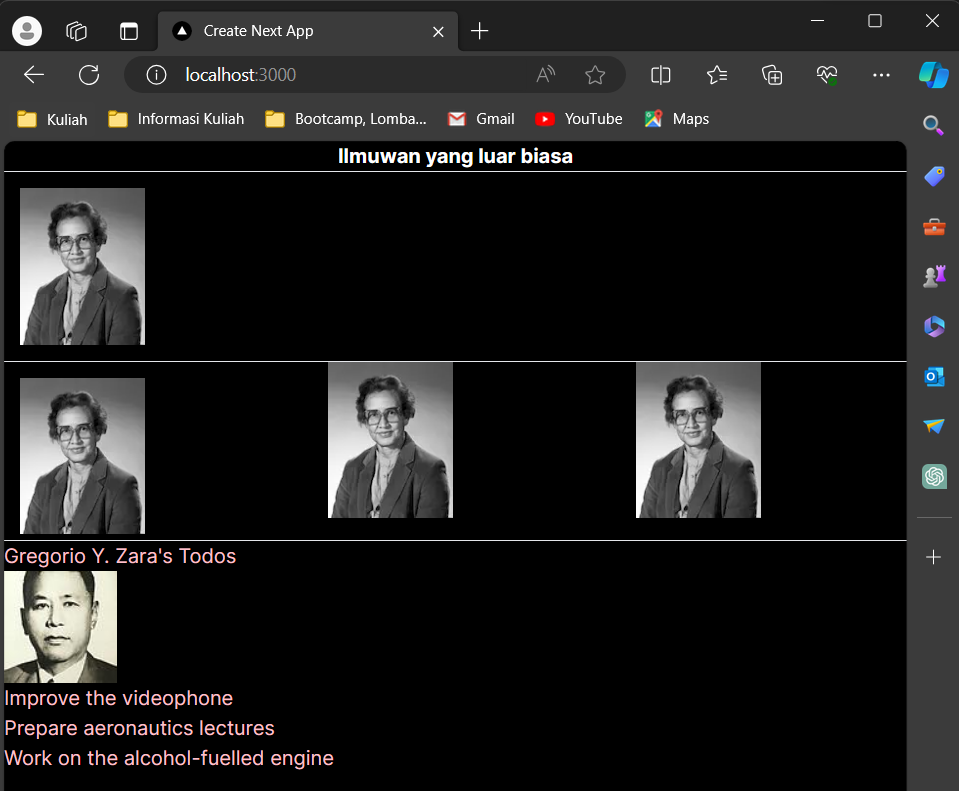 Create Next App
localhost:3000
Kuliah
Informasi Kuliah
Bootcamp, Lomba...
Gmail
YouTube
Maps
Ilmuwan yang luar biasa
Gregorio Y. Zara's Todos
Improve the videophone
Prepare aeronautics lectures
Work on the alcohol-fuelled engine